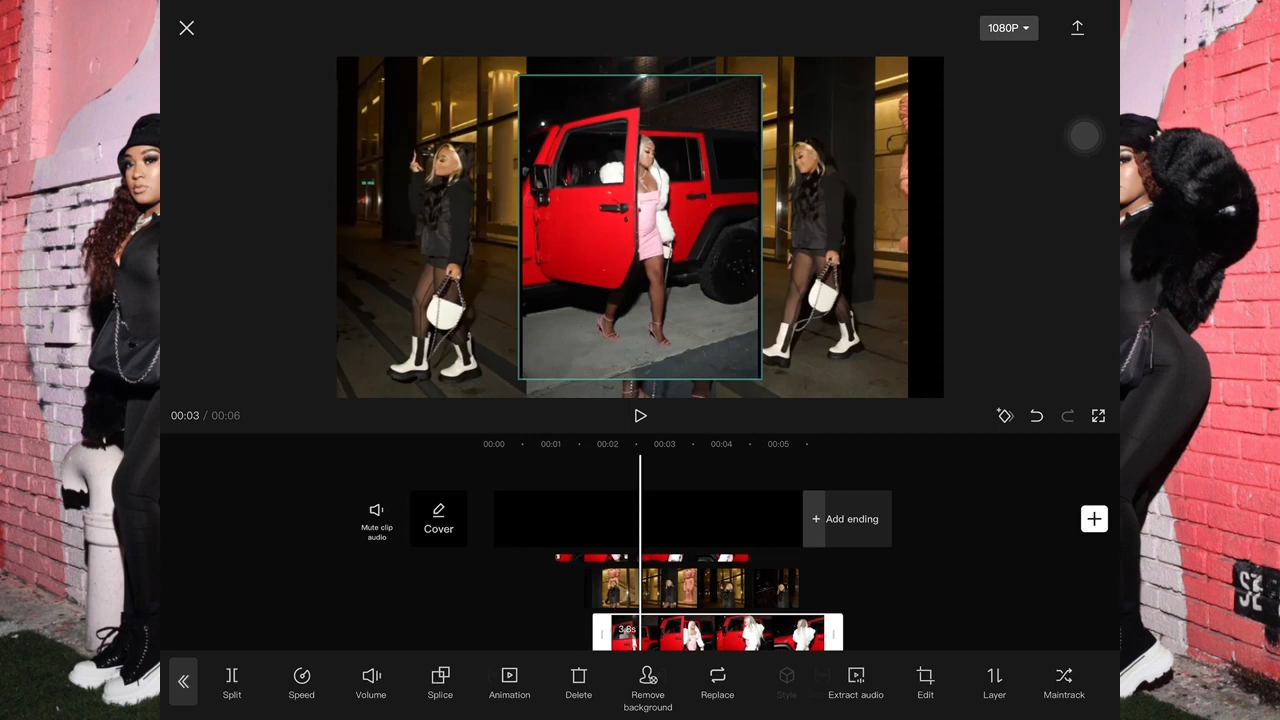 1080P
00:03 / 00:06
00:00
00:01
00:02
00:03
00:04
00:05
Mute clip
audio
Cover
+ Add ending
3.8s
Split
Speed
Volume
Splice
Animation
Delete
Remove
background
Replace
Style
Extract audio
Edit
Layer
Maintrack